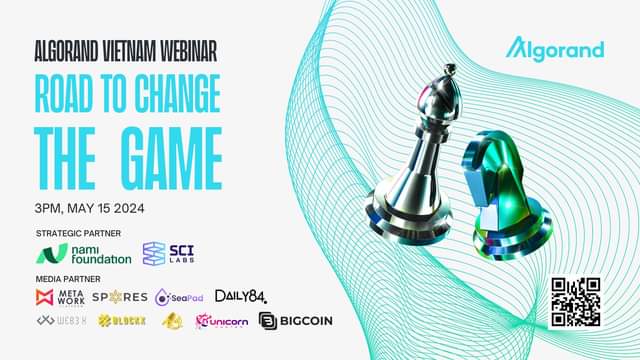 ALGORAND VIETNAM WEBINAR
ROAD TO CHANGE
THE GAME
3PM, MAY 15 2024
STRATEGIC PARTNER
nami
foundation
SCI
LABS
MEDIA PARTNER
META
WORK
SPORES
SeaPad
DAILY84
WEB3X
BLOCKX
unicorn
BIGCOIN
Algorand